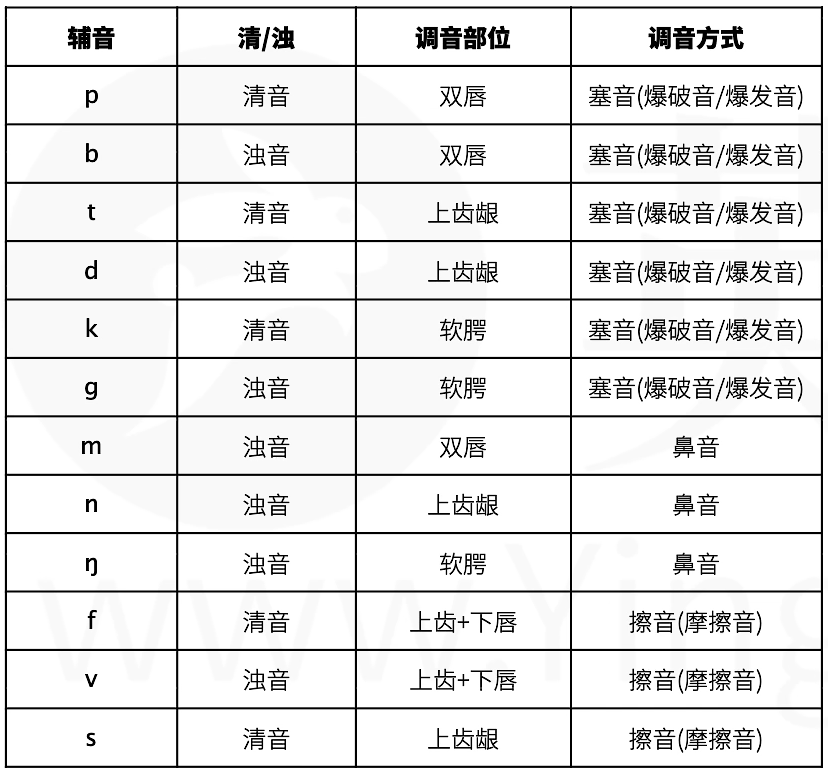 辅音 清/浊 调音部位 调音方式
p 清音 双唇 塞音(爆破音/爆发音)
b 浊音 双唇 塞音(爆破音/爆发音)
t 清音 上齿龈 塞音(爆破音/爆发音)
d 浊音 上齿龈 塞音(爆破音/爆发音)
k 清音 软腭 塞音(爆破音/爆发音)
g 浊音 软腭 塞音(爆破音/爆发音)
m 浊音 双唇 鼻音
n 浊音 上齿龈 鼻音
ŋ 浊音 软腭 鼻音
f 清音 上齿+下唇 擦音(摩擦音)
v 浊音 上齿+下唇 擦音(摩擦音)
s 清音 上齿龈 擦音(摩擦音)
www.Ying